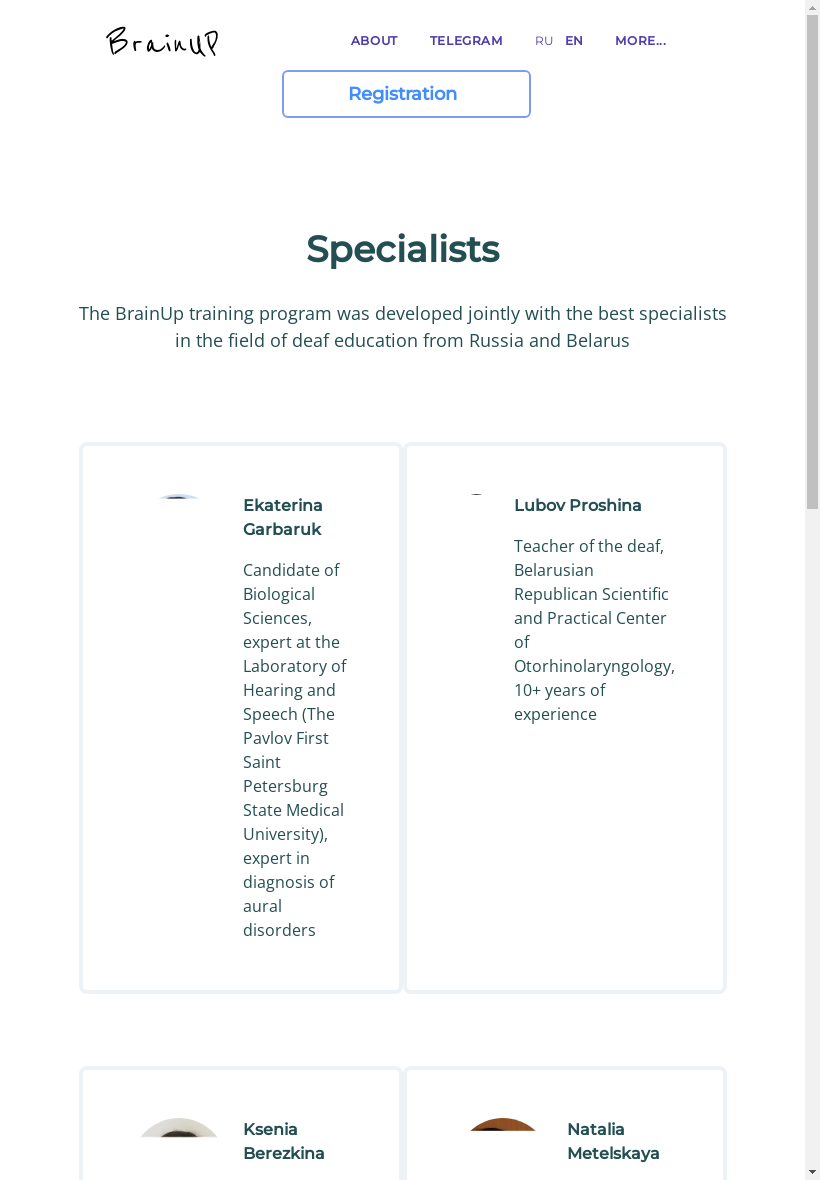 BrainUP
ABOUT TELEGRAM RU EN MORE...
Registration
Specialists
The BrainUp training program was developed jointly with the best specialists
in the field of deaf education from Russia and Belarus
Ekaterina
Garbaruk
Candidate of
Biological
Sciences,
expert at the
Laboratory of
Hearing and
Speech (The
Pavlov First
Saint
Petersburg
State Medical
University),
expert in
diagnosis of
aural
disorders
Lubov Proshina
Teacher of the deaf,
Belarusian
Republican Scientific
and Practical Center
of
Otorhinolaryngology,
10+ years of
experience
Ksenia
Berezkina
Natalia
Metelskaya